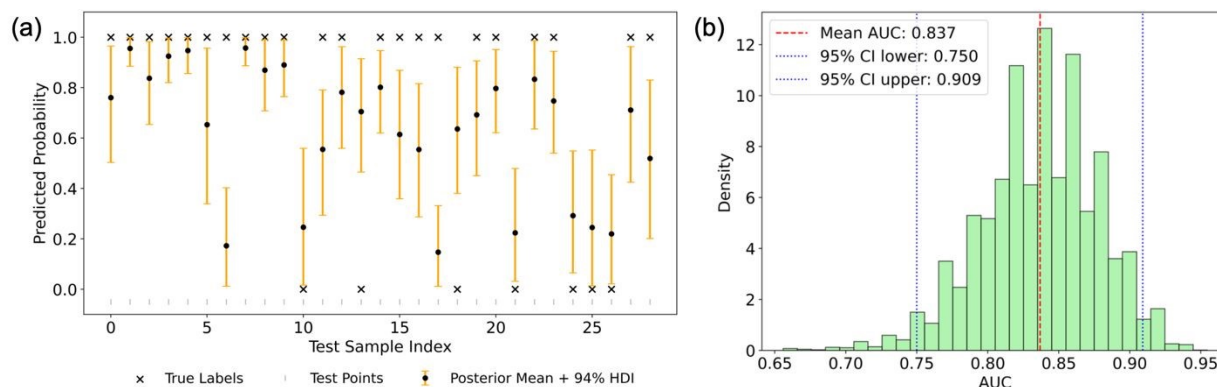 (a)
Predicted Probability
1.0
0.8
0.6
0.4
0.2
0.0
0 5 10 15 20 25
Test Sample Index
True Labels Test Points Posterior Mean + 94% HDI
(b)
Mean AUC: 0.837
95% CI lower: 0.750
95% CI upper: 0.909
Density
12
10
8
6
4
2
0
0.65 0.70 0.75 0.80 0.85 0.90 0.95
AUC